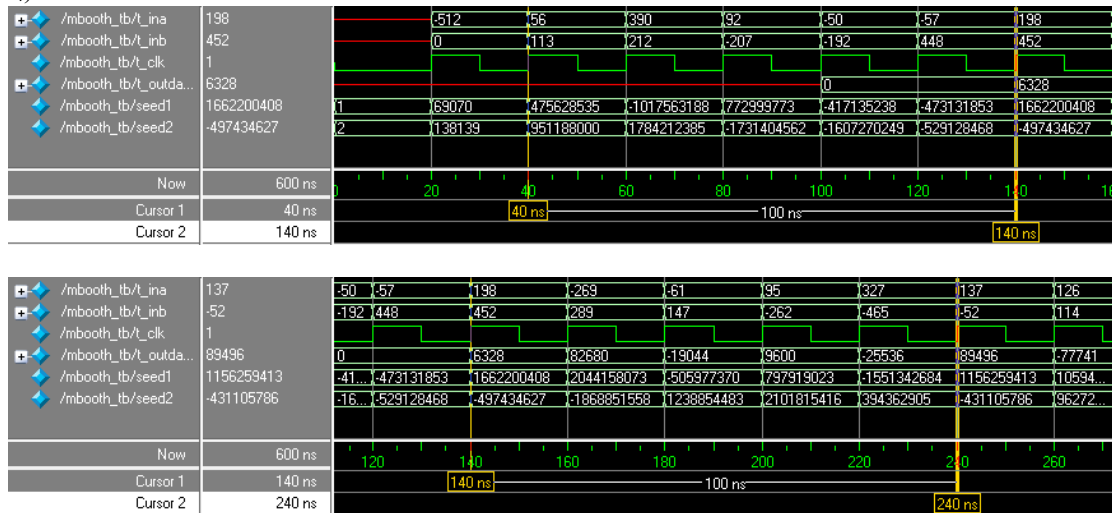 /mbooth_tb/t_ina 198 -512 56 390 92 -50 -57 198
/mbooth_tb/t_inb 452 0 113 212 -207 -192 448 452
/mbooth_tb/t_clk 1
/mbooth_tb/t_outda... 6328 0 6328
/mbooth_tb/seed1 1662200408 1 69070 475628535 -1017563188 772999773 -417135238 -473131853 1662200408
/mbooth_tb/seed2 -497434627 2 138139 951188000 1784212385 -1731404562 -1607270249 -529128468 -497434627
Now 600 ns 20 40 60 80 100 120 140
Cursor 1 40 ns 40 ns 100 ns
Cursor 2 140 ns 140 ns
/mbooth_tb/t_ina 137 -50 -57 198 -269 -61 95 327 137 126
/mbooth_tb/t_inb -52 -192 448 452 289 147 -262 -465 -52 114
/mbooth_tb/t_clk 1
/mbooth_tb/t_outda... 89496 0 6328 82680 -19044 9600 -25536 89496 -77741
/mbooth_tb/seed1 1156259413 -41... -473131853 1662200408 2044158073 -505977370 797919023 -1551342684 1156259413 10594...
/mbooth_tb/seed2 -431105786 -16... -529128468 -497434627 -1868851558 1238854483 2101815416 394362905 -431105786 96272...
Now 600 ns 120 140 160 180 200 220 240 260
Cursor 1 140 ns 140 ns 100 ns
Cursor 2 240 ns 240 ns